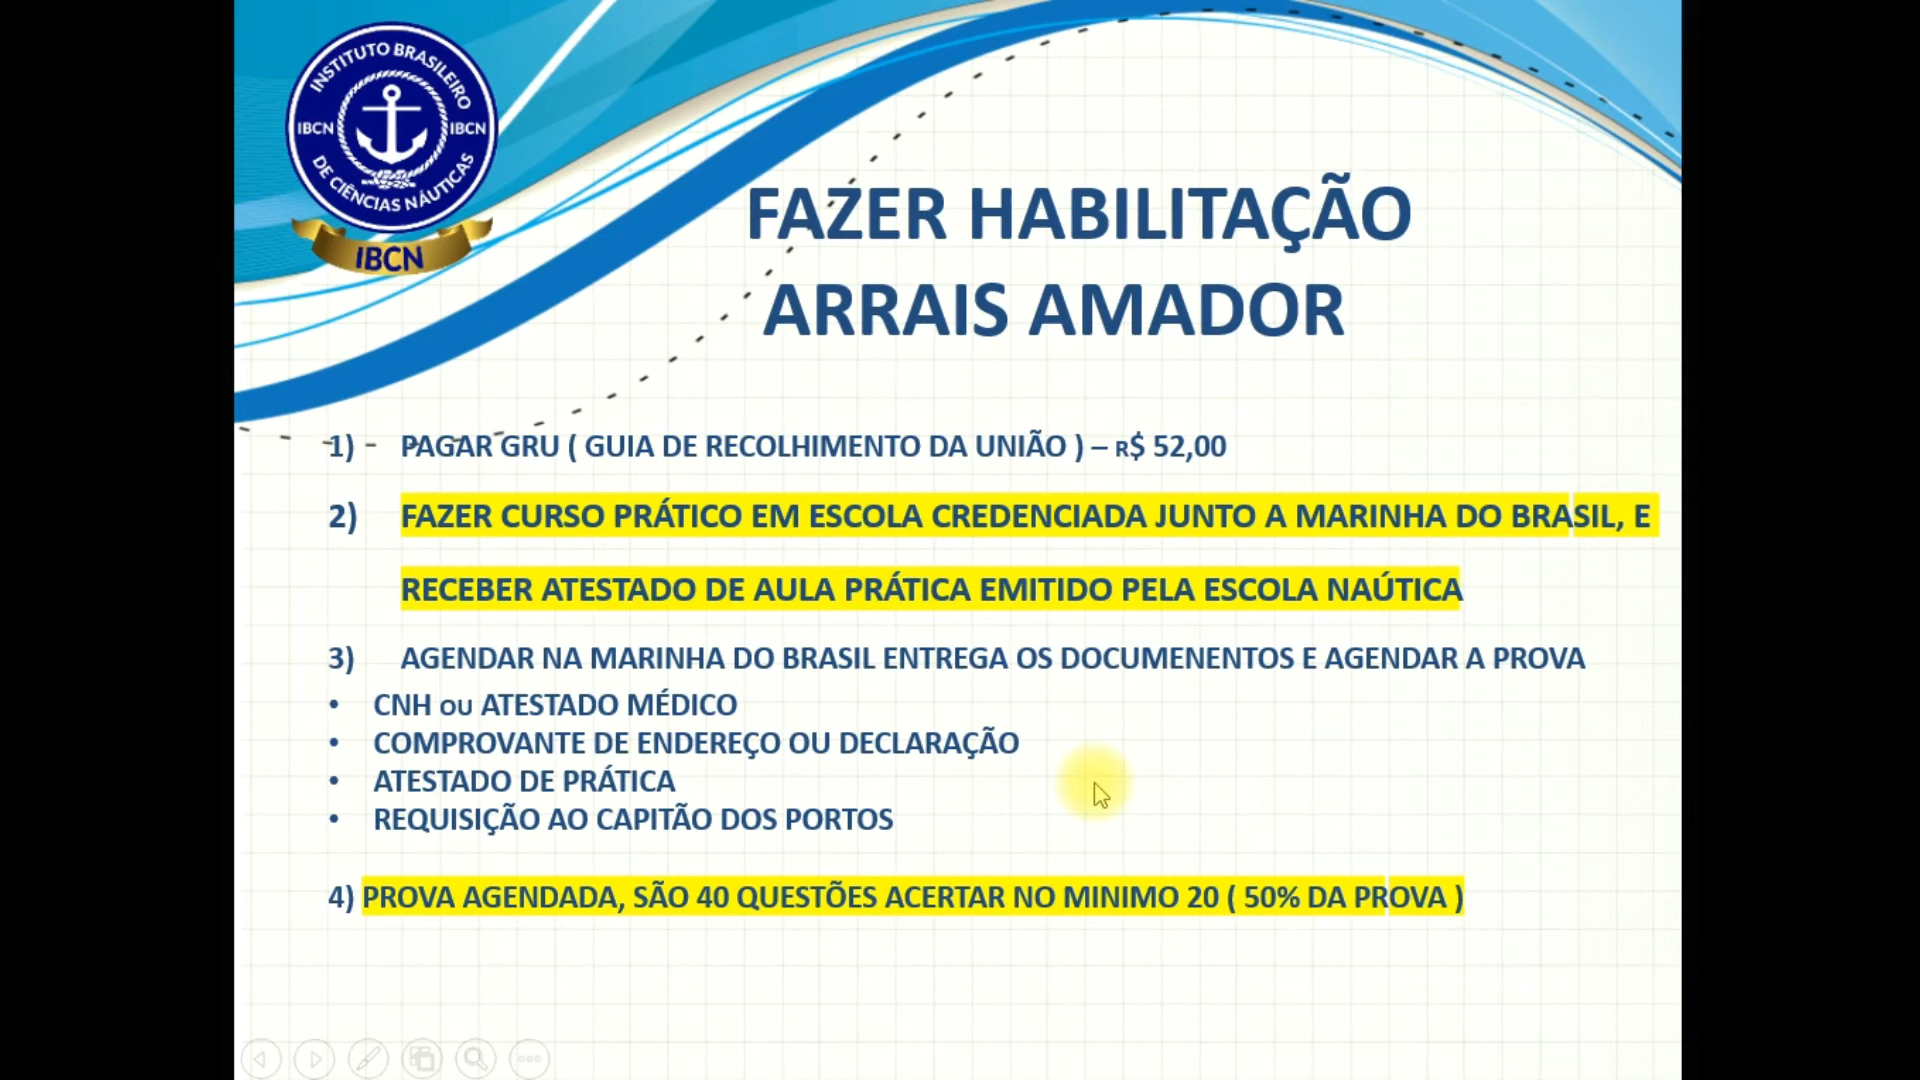 INSTITUTO BRASILEIRO
IBCN IBCN
DE CIÊNCIAS NÁUTICAS
IBCN
FAZER HABILITAÇÃO
ARRAIS AMADOR
1) PAGAR GRU ( GUIA DE RECOLHIMENTO DA UNIÃO ) – R$ 52,00
2) FAZER CURSO PRÁTICO EM ESCOLA CREDENCIADA JUNTO A MARINHA DO BRASIL, E
RECEBER ATESTADO DE AULA PRÁTICA EMITIDO PELA ESCOLA NAÚTICA
3) AGENDAR NA MARINHA DO BRASIL ENTREGA OS DOCUMENENTOS E AGENDAR A PROVA
• CNH OU ATESTADO MÉDICO
• COMPROVANTE DE ENDEREÇO OU DECLARAÇÃO
• ATESTADO DE PRÁTICA
• REQUISIÇÃO AO CAPITÃO DOS PORTOS
4) PROVA AGENDADA, SÃO 40 QUESTÕES ACERTAR NO MINIMO 20 ( 50% DA PROVA )